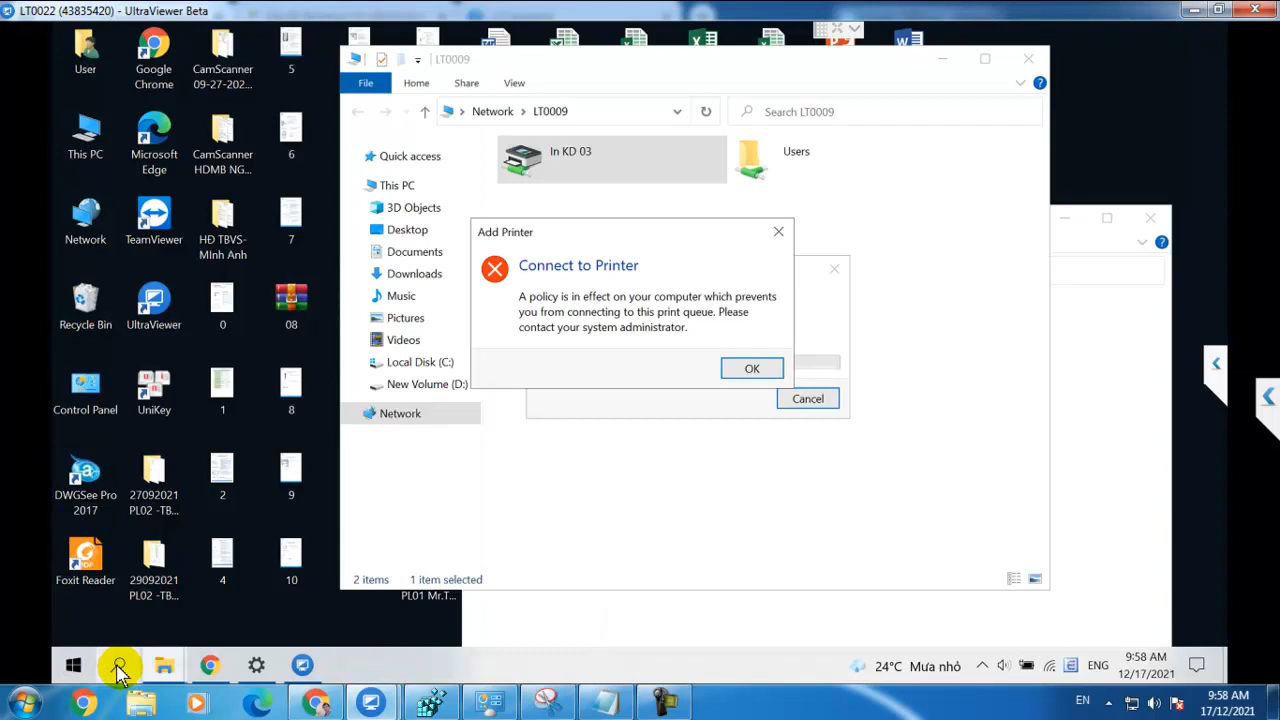 LT0022 (43835420) - UltraViewer Beta
User
Google
Chrome
CamScanner
09-27-202...
5
This PC
Microsoft
Edge
CamScanner
HDMB NG...
6
Network
TeamViewer
HĐ TBVS-
MInh Anh
7
Recycle Bin
UltraViewer
0
08
Control Panel
UniKey
1
8
DWGSee Pro
2017
27092021
PL02 -TB...
2
9
Foxit Reader
29092021
PL02 -TB...
4
10
PL01 Mr.T...
LT0009
File
Home
Share
View
Network
LT0009
Search LT0009
Quick access
This PC
3D Objects
Desktop
Documents
Downloads
Music
Pictures
Videos
Local Disk (C:)
New Volume (D:)
Network
In KD 03
Users
Add Printer
Connect to Printer
A policy is in effect on your computer which prevents
you from connecting to this print queue. Please
contact your system administrator.
OK
Cancel
2 items
1 item selected
24°C Mưa nhỏ
ENG
9:58 AM
12/17/2021
EN
9:58 AM
17/12/2021